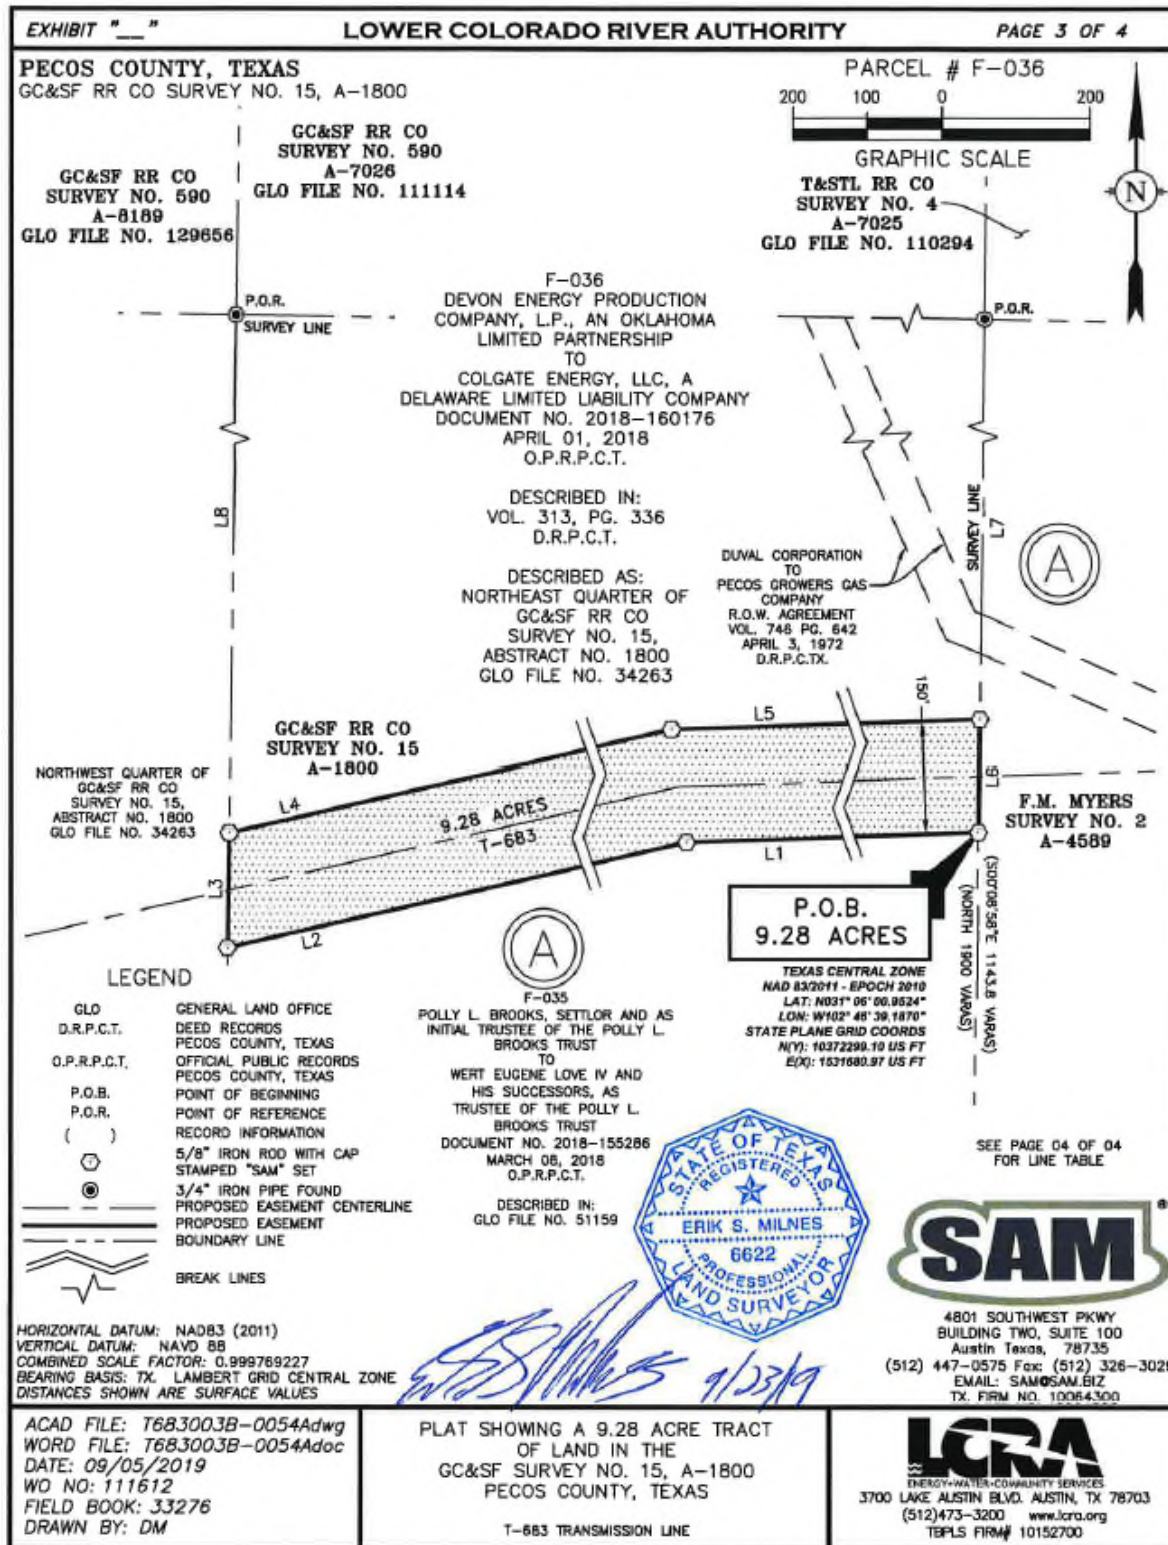 EXHIBIT "__"
LOWER COLORADO RIVER AUTHORITY
PAGE 3 OF 4
PECOS COUNTY, TEXAS
GC&SF RR CO SURVEY NO. 15, A-1800
PARCEL # F-036
200 100 0 200
GRAPHIC SCALE
N
GC&SF RR CO
SURVEY NO. 590
A-7026
GLO FILE NO. 111114
GC&SF RR CO
SURVEY NO. 590
A-8189
GLO FILE NO. 129656
T&STL RR CO
SURVEY NO. 4
A-7025
GLO FILE NO. 110294
P.O.R.
SURVEY LINE
P.O.R.
F-036
DEVON ENERGY PRODUCTION
COMPANY, L.P., AN OKLAHOMA
LIMITED PARTNERSHIP
TO
COLGATE ENERGY, LLC, A
DELAWARE LIMITED LIABILITY COMPANY
DOCUMENT NO. 2018-160176
APRIL 01, 2018
O.P.R.P.C.T.
DESCRIBED IN:
VOL. 313, PG. 336
D.R.P.C.T.
DESCRIBED AS:
NORTHEAST QUARTER OF
GC&SF RR CO
SURVEY NO. 15,
ABSTRACT NO. 1800
GLO FILE NO. 34263
L8
SURVEY LINE
L7
A
DUVAL CORPORATION
TO
PECOS GROWERS GAS
COMPANY
R.O.W. AGREEMENT
VOL. 746 PG. 642
APRIL 3, 1972
D.R.P.C.TX.
GC&SF RR CO
SURVEY NO. 15
A-1800
L5
150'
NORTHWEST QUARTER OF
GC&SF RR CO
SURVEY NO. 15,
ABSTRACT NO. 1800
GLO FILE NO. 34263
L4
9.28 ACRES
T-683
L6
F.M. MYERS
SURVEY NO. 2
A-4589
L1
L3
L2
P.O.B.
9.28 ACRES
(S00°08'58"E 1143.8 VARAS)
(NORTH 1900 VARAS)
TEXAS CENTRAL ZONE
NAD 83/2011 - EPOCH 2010
LAT: N031° 06' 00.9524"
LON: W102° 46' 39.1870"
STATE PLANE GRID COORDS
N(Y): 10372299.10 US FT
E(X): 1531680.97 US FT
A
F-035
POLLY L. BROOKS, SETTLOR AND AS
INITIAL TRUSTEE OF THE POLLY L.
BROOKS TRUST
TO
WERT EUGENE LOVE IV AND
HIS SUCCESSORS, AS
TRUSTEE OF THE POLLY L.
BROOKS TRUST
DOCUMENT NO. 2018-155286
MARCH 08, 2018
O.P.R.P.C.T.
DESCRIBED IN:
GLO FILE NO. 51159
LEGEND
GLO GENERAL LAND OFFICE
D.R.P.C.T. DEED RECORDS
PECOS COUNTY, TEXAS
O.P.R.P.C.T. OFFICIAL PUBLIC RECORDS
PECOS COUNTY, TEXAS
P.O.B. POINT OF BEGINNING
P.O.R. POINT OF REFERENCE
( ) RECORD INFORMATION
5/8" IRON ROD WITH CAP
STAMPED "SAM" SET
3/4" IRON PIPE FOUND
PROPOSED EASEMENT CENTERLINE
PROPOSED EASEMENT
BOUNDARY LINE
BREAK LINES
SEE PAGE 04 OF 04
FOR LINE TABLE
STATE OF TEXAS
REGISTERED
ERIK S. MILNES
6622
PROFESSIONAL
LAND SURVEYOR
9/23/19
SAM
®
4801 SOUTHWEST PKWY
BUILDING TWO, SUITE 100
Austin Texas, 78735
(512) 447-0575 Fax: (512) 326-3029
EMAIL: SAM@SAM.BIZ
TX. FIRM NO. 10064300
HORIZONTAL DATUM: NAD83 (2011)
VERTICAL DATUM: NAVD 88
COMBINED SCALE FACTOR: 0.999769227
BEARING BASIS: TX. LAMBERT GRID CENTRAL ZONE
DISTANCES SHOWN ARE SURFACE VALUES
ACAD FILE: T683003B-0054Adwg
WORD FILE: T683003B-0054Adoc
DATE: 09/05/2019
WO NO: 111612
FIELD BOOK: 33276
DRAWN BY: DM
PLAT SHOWING A 9.28 ACRE TRACT
OF LAND IN THE
GC&SF SURVEY NO. 15, A-1800
PECOS COUNTY, TEXAS
T-683 TRANSMISSION LINE
LCRA
ENERGY•WATER•COMMUNITY SERVICES
3700 LAKE AUSTIN BLVD. AUSTIN, TX 78703
(512)473-3200 www.lcra.org
TBPLS FIRM# 10152700